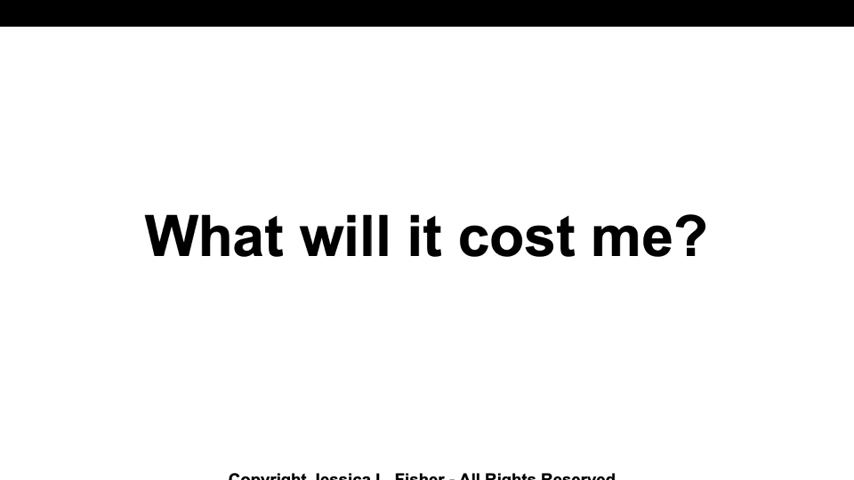 What will it cost me?
Copyright Jessica L. Fisher - All Rights Reserved